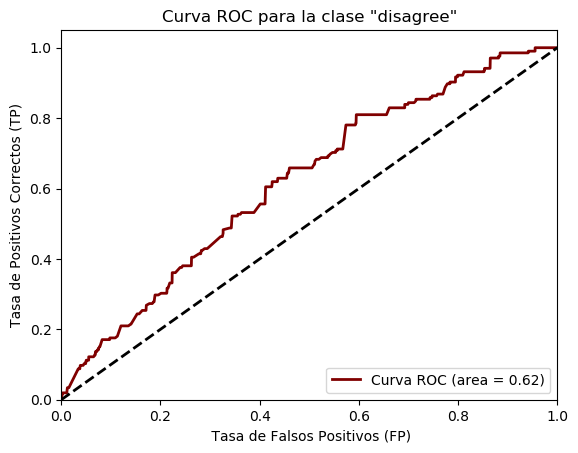 Curva ROC para la clase "disagree"
Tasa de Positivos Correctos (TP)
1.0
0.8
0.6
0.4
0.2
0.0
0.0 0.2 0.4 0.6 0.8 1.0
Curva ROC (area = 0.62)
Tasa de Falsos Positivos (FP)